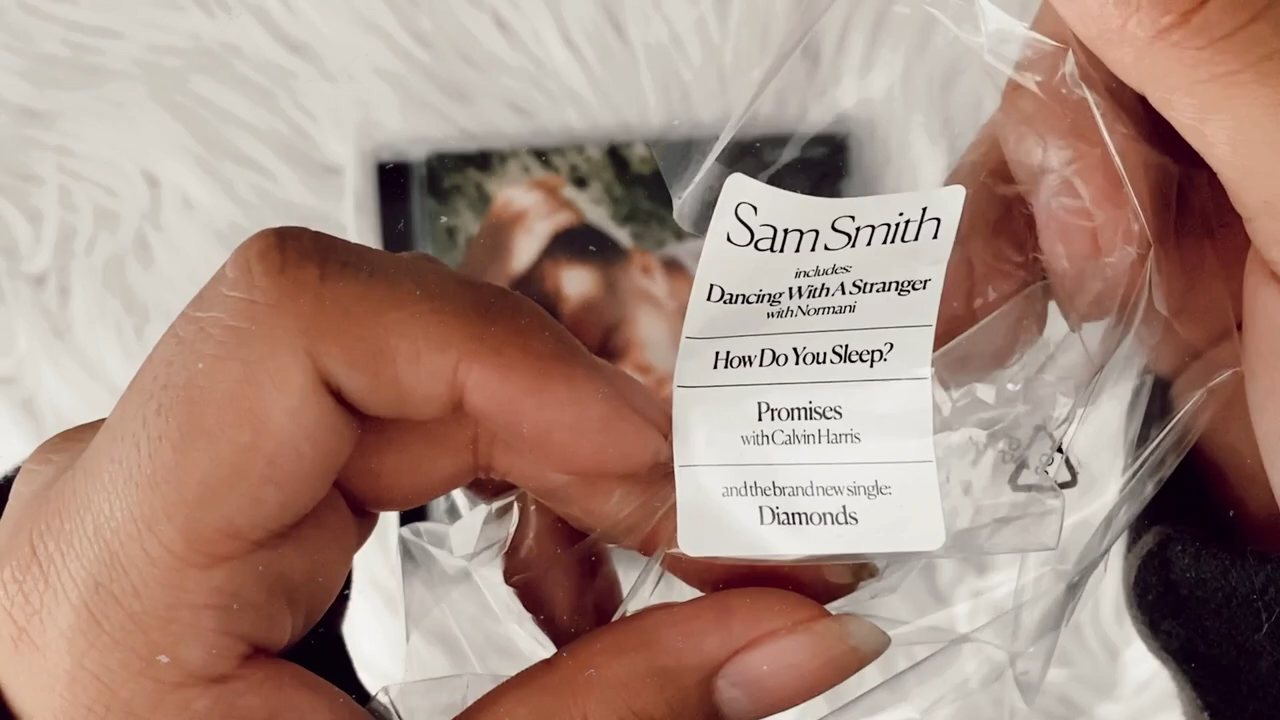 Sam Smith
includes:
Dancing With A Stranger
with Normani
How Do You Sleep?
Promises
with Calvin Harris
and the brand new single:
Diamonds